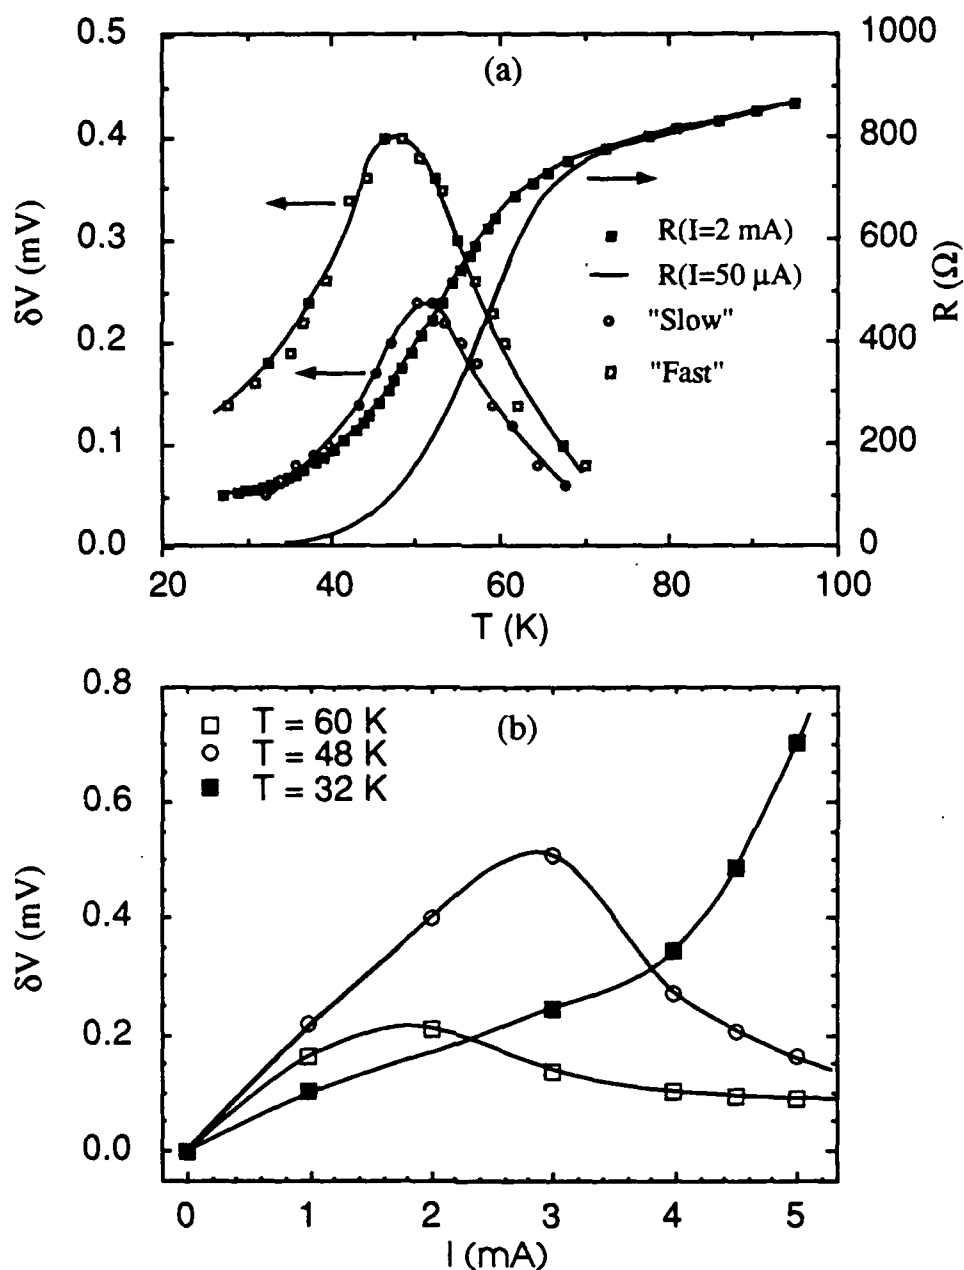 (a)
0.5
0.4
0.3
0.2
0.1
0.0
δV (mV)
1000
800
600
400
200
0
R (Ω)
R(I=2 mA)
R(I=50 μA)
"Slow"
"Fast"
20
40
60
80
100
T (K)
(b)
0.8
0.6
0.4
0.2
0.0
δV (mV)
T = 60 K
T = 48 K
T = 32 K
0
1
2
3
4
5
I (mA)